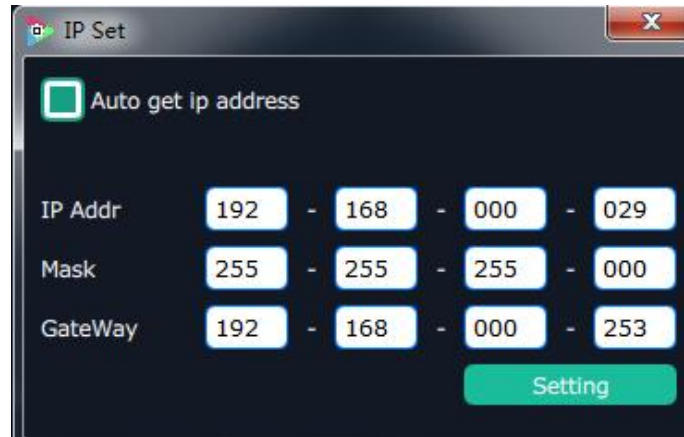 IP Set
Auto get ip address
IP Addr 192 - 168 - 000 - 029
Mask 255 - 255 - 255 - 000
GateWay 192 - 168 - 000 - 253
Setting